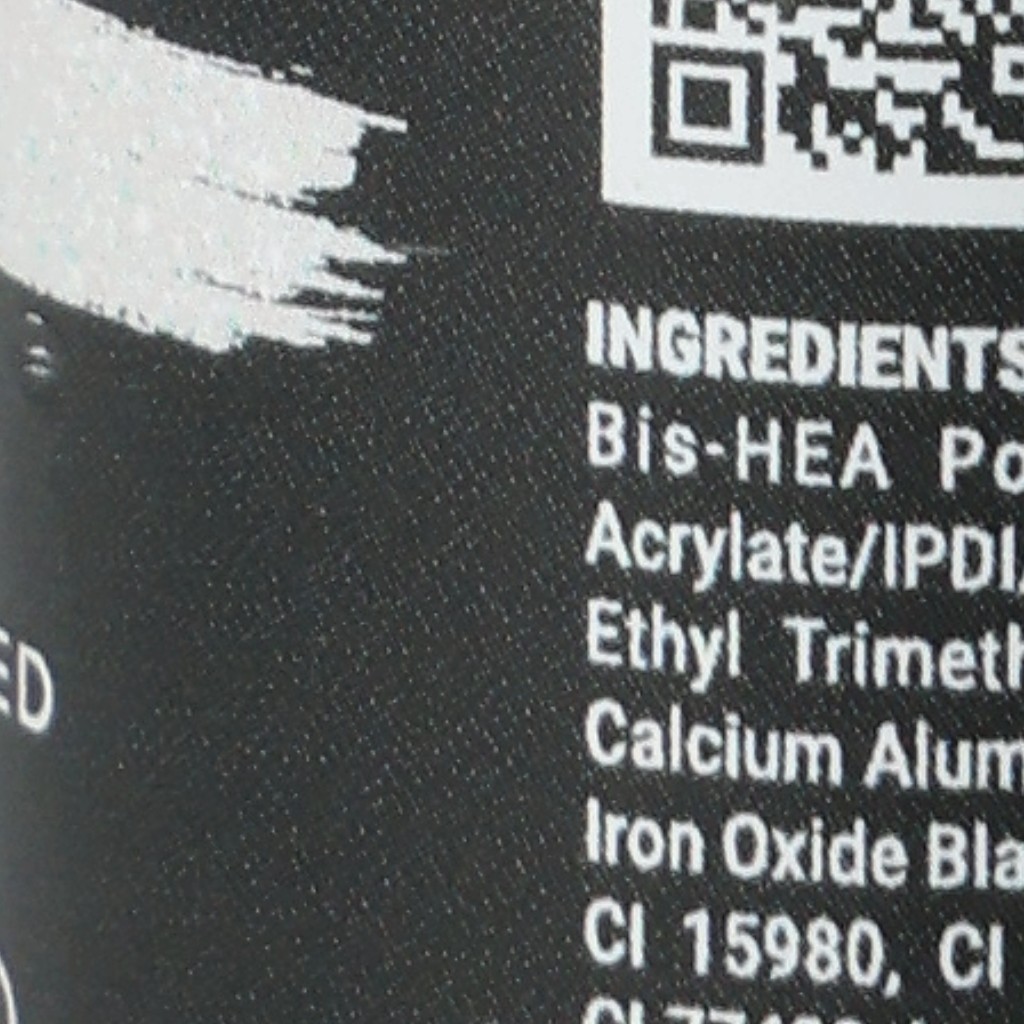 INGREDIENTS
Bis-HEA Po
Acrylate/IPDI/
Ethyl Trimeth
Calcium Alum
Iron Oxide Bla
CI 15980, CI
ED